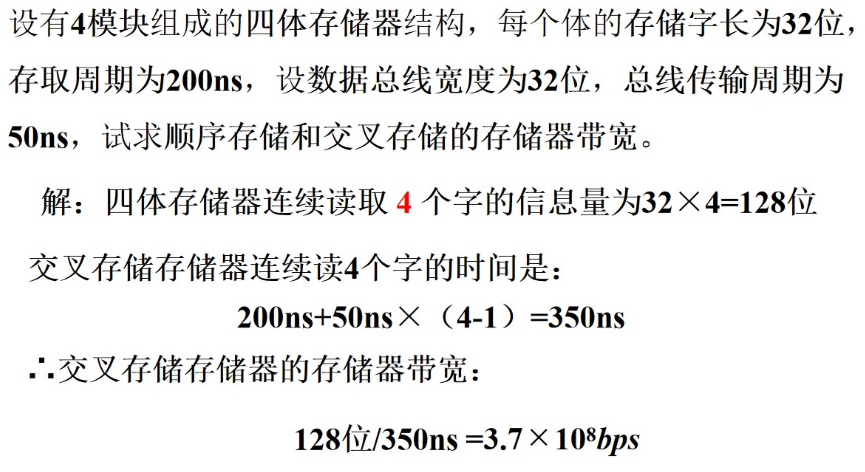 设有4模块组成的四体存储器结构，每个体的存储字长为32位，
存取周期为200ns，设数据总线宽度为32位，总线传输周期为
50ns，试求顺序存储和交叉存储的存储器带宽。
解：四体存储器连续读取 4 个字的信息量为32×4=128位
交叉存储存储器连续读4个字的时间是：
200ns+50ns×（4-1）=350ns
∴交叉存储存储器的存储器带宽：
128位/350ns =3.7×10⁸bps